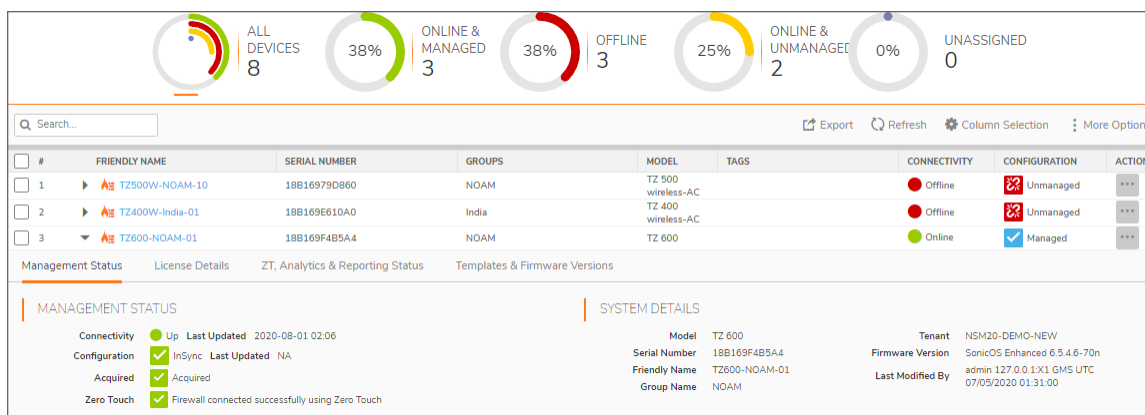 ALL
DEVICES
8
38%
ONLINE &
MANAGED
3
38%
OFFLINE
3
25%
ONLINE &
UNMANAGED
2
0%
UNASSIGNED
0
Search...
Export Refresh Column Selection More Option
# FRIENDLY NAME SERIAL NUMBER GROUPS MODEL TAGS CONNECTIVITY CONFIGURATION ACTION
1 TZ500W-NOAM-10 18B16979D860 NOAM TZ 500 wireless-AC Offline Unmanaged
2 TZ400W-India-01 18B169E610A0 India TZ 400 wireless-AC Offline Unmanaged
3 TZ600-NOAM-01 18B169F4B5A4 NOAM TZ 600 Online Managed
Management Status License Details ZT, Analytics & Reporting Status Templates & Firmware Versions
MANAGEMENT STATUS
Connectivity Up Last Updated 2020-08-01 02:06
Configuration InSync Last Updated NA
Acquired Acquired
Zero Touch Firewall connected successfully using Zero Touch
SYSTEM DETAILS
Model TZ 600
Serial Number 18B169F4B5A4
Friendly Name TZ600-NOAM-01
Group Name NOAM
Tenant NSM20-DEMO-NEW
Firmware Version SonicOS Enhanced 6.5.4.6-70n
Last Modified By admin 127.0.0.1:X1 GMS UTC
07/05/2020 01:31:00